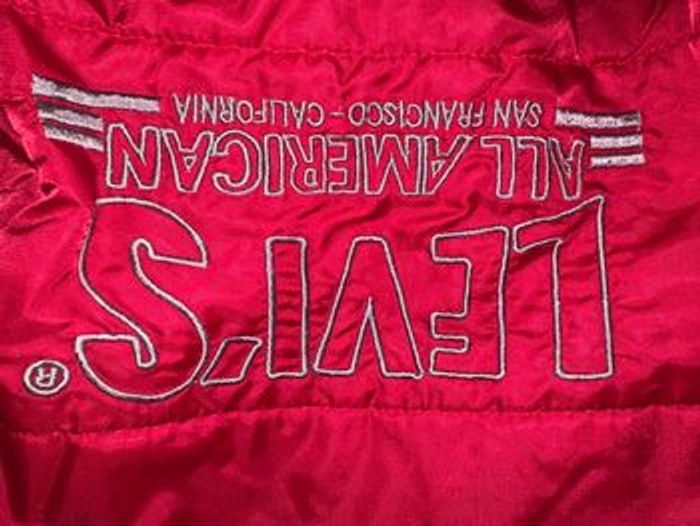 LEVI'S®
ALL AMERICAN
SAN FRANCISCO - CALIFORNIA